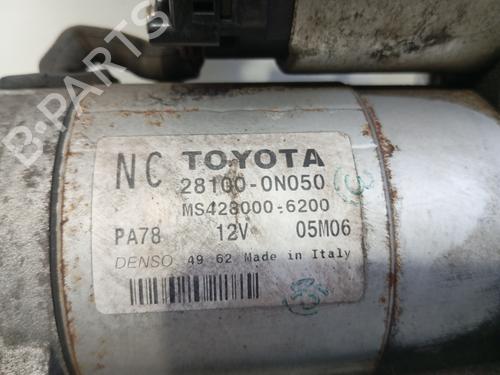 NC TOYOTA
28100-0N050
MS428000-6200
PA78 12V 05M06
DENSO 49 62 Made in Italy
B-PARTS